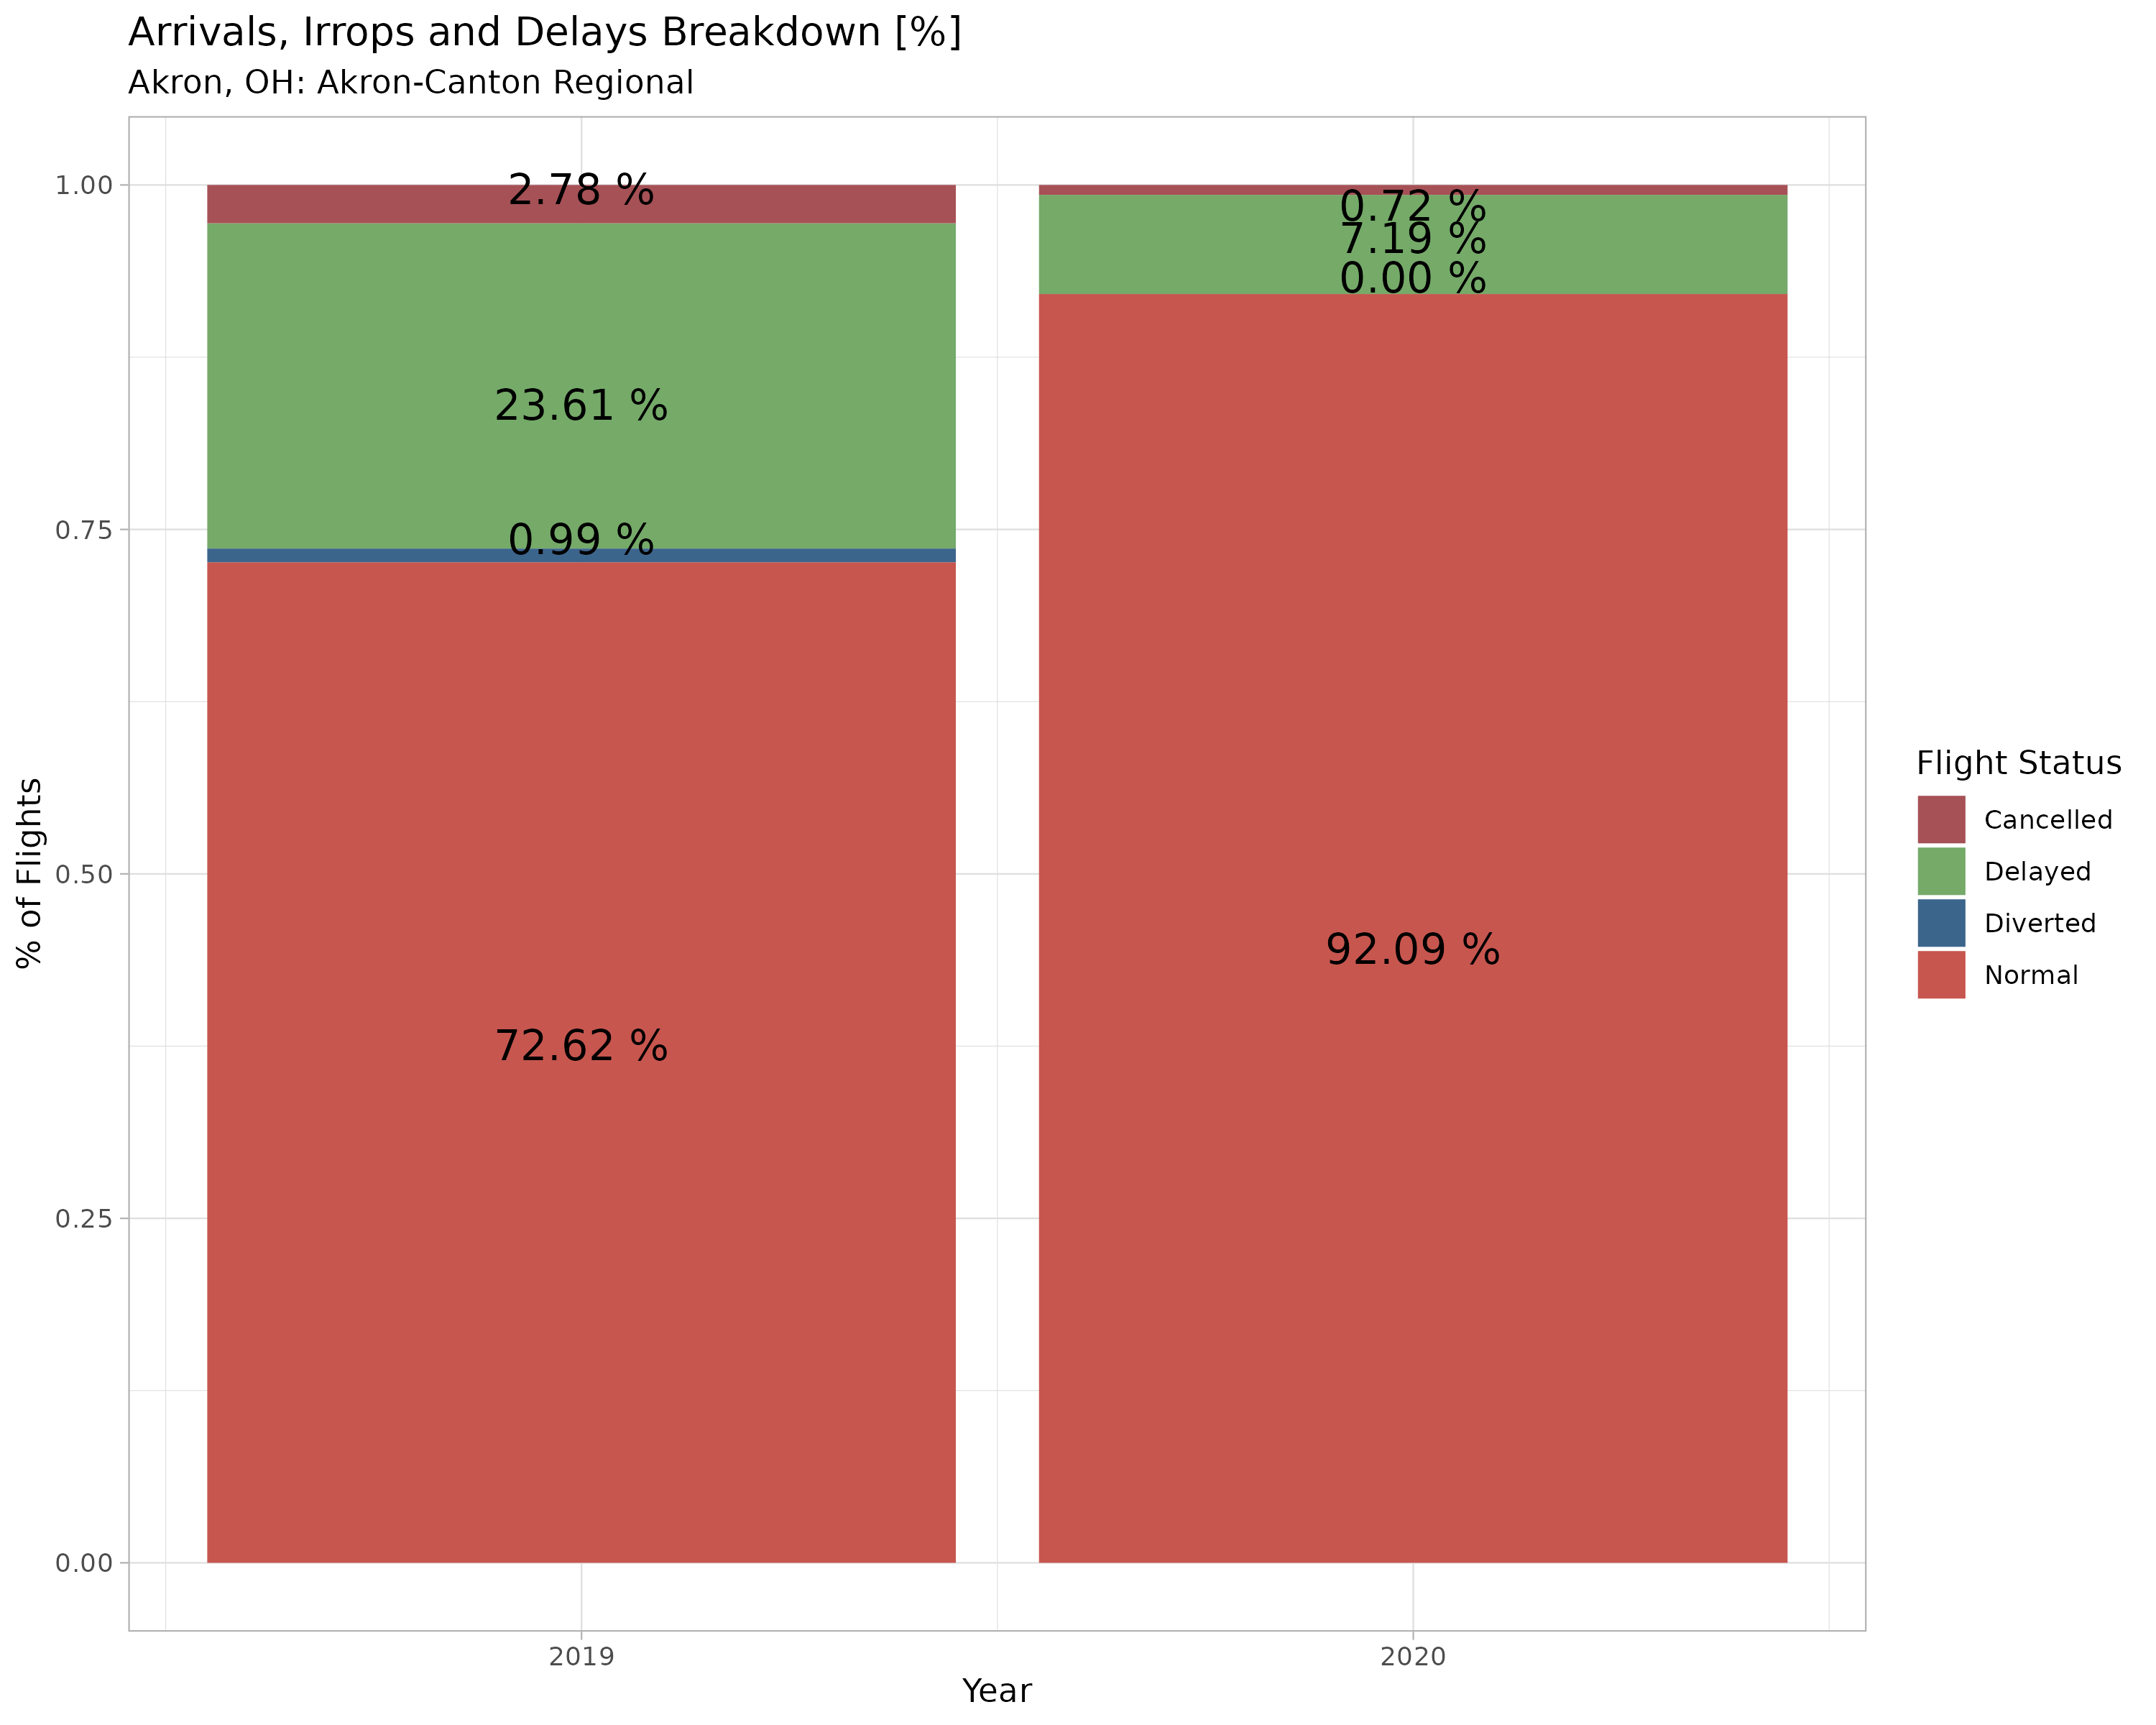 Arrivals, Irrops and Delays Breakdown [%]
Akron, OH: Akron-Canton Regional
% of Flights
1.00
0.75
0.50
0.25
0.00
2.78 %
23.61 %
0.99 %
72.62 %
0.72 %
7.19 %
0.00 %
92.09 %
2019
2020
Year
Flight Status
Cancelled
Delayed
Diverted
Normal